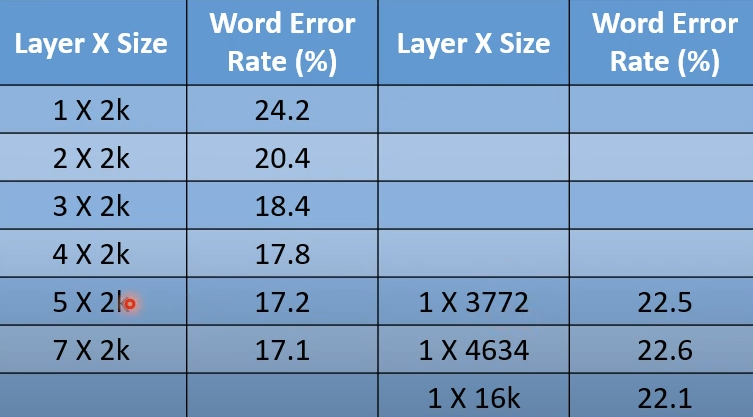 Layer X Size Word Error Rate (%) Layer X Size Word Error Rate (%)
1 X 2k 24.2
2 X 2k 20.4
3 X 2k 18.4
4 X 2k 17.8
5 X 2k 17.2 1 X 3772 22.5
7 X 2k 17.1 1 X 4634 22.6
1 X 16k 22.1